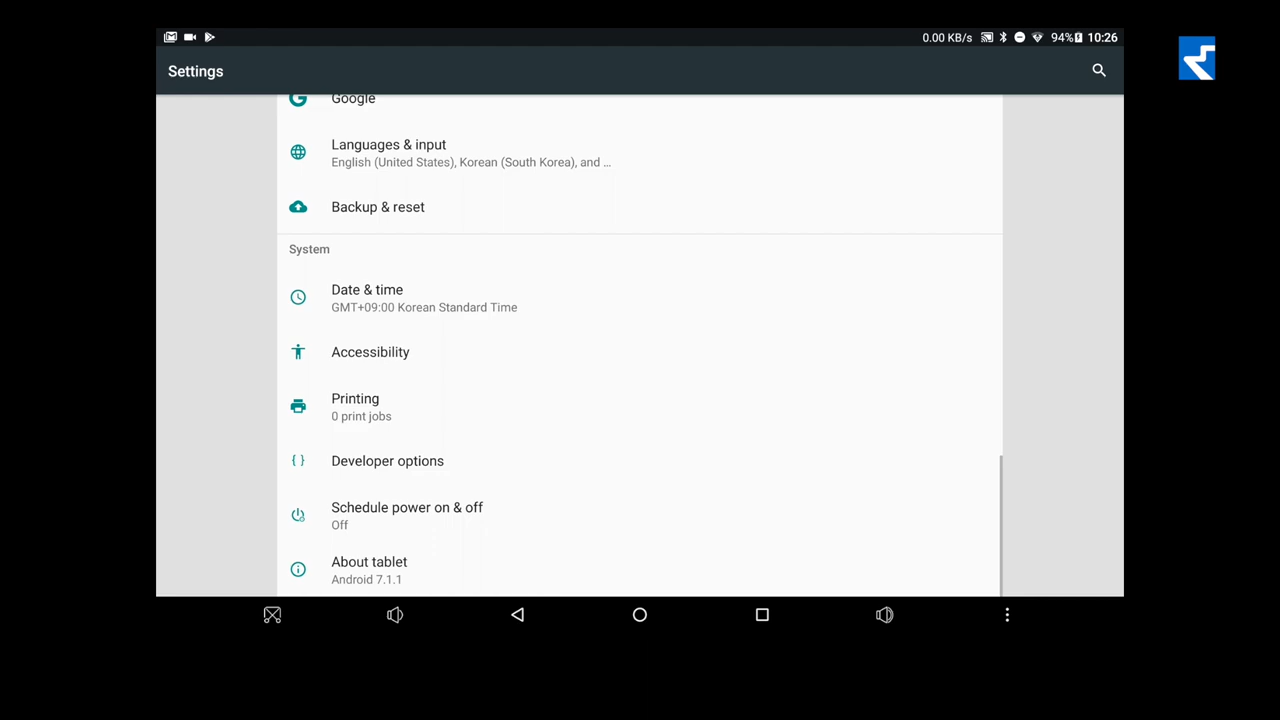 0.00 KB/s 94% 10:26
Settings
Google
Languages & input
English (United States), Korean (South Korea), and ...
Backup & reset
System
Date & time
GMT+09:00 Korean Standard Time
Accessibility
Printing
0 print jobs
Developer options
Schedule power on & off
Off
About tablet
Android 7.1.1